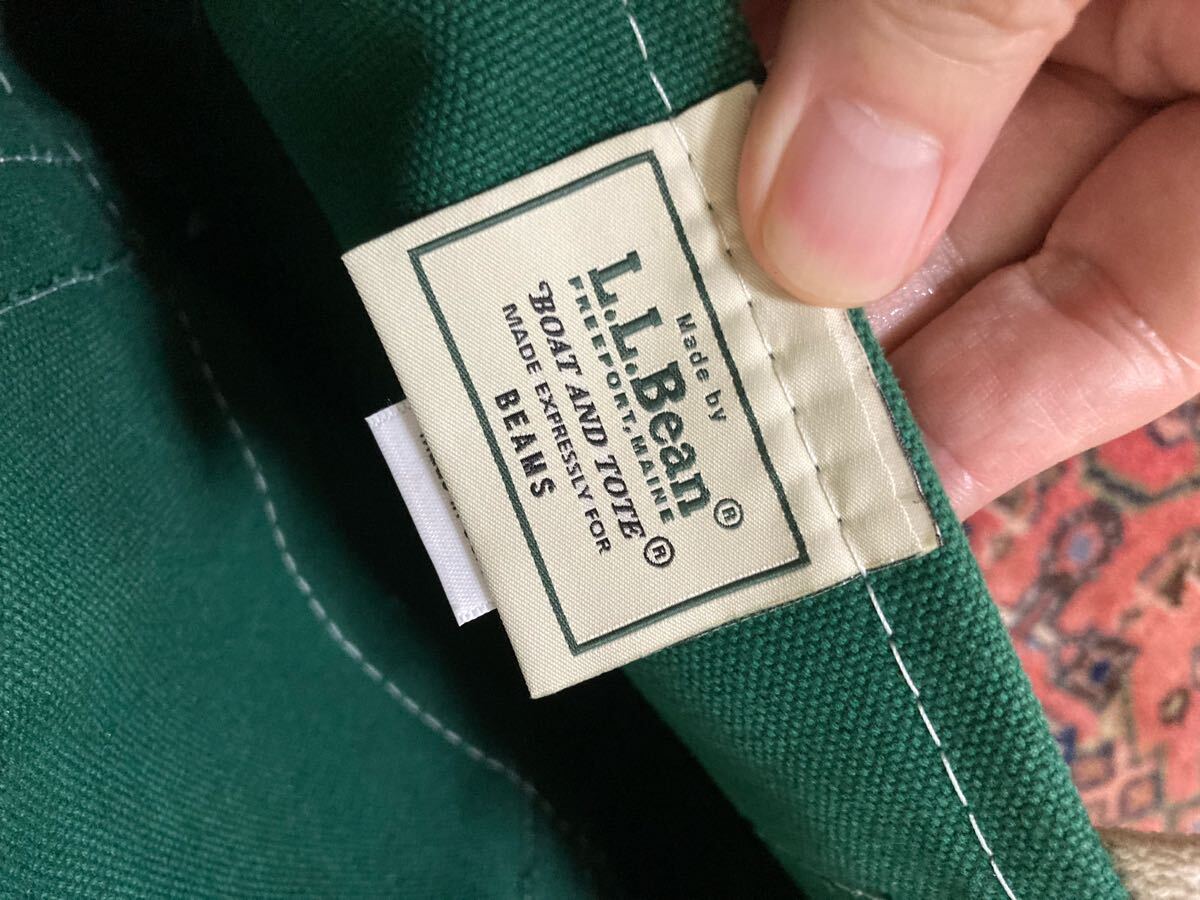 Made by
L.L.Bean®
FREEPORT, MAINE
BOAT AND TOTE®
MADE EXPRESSLY FOR
BEAMS